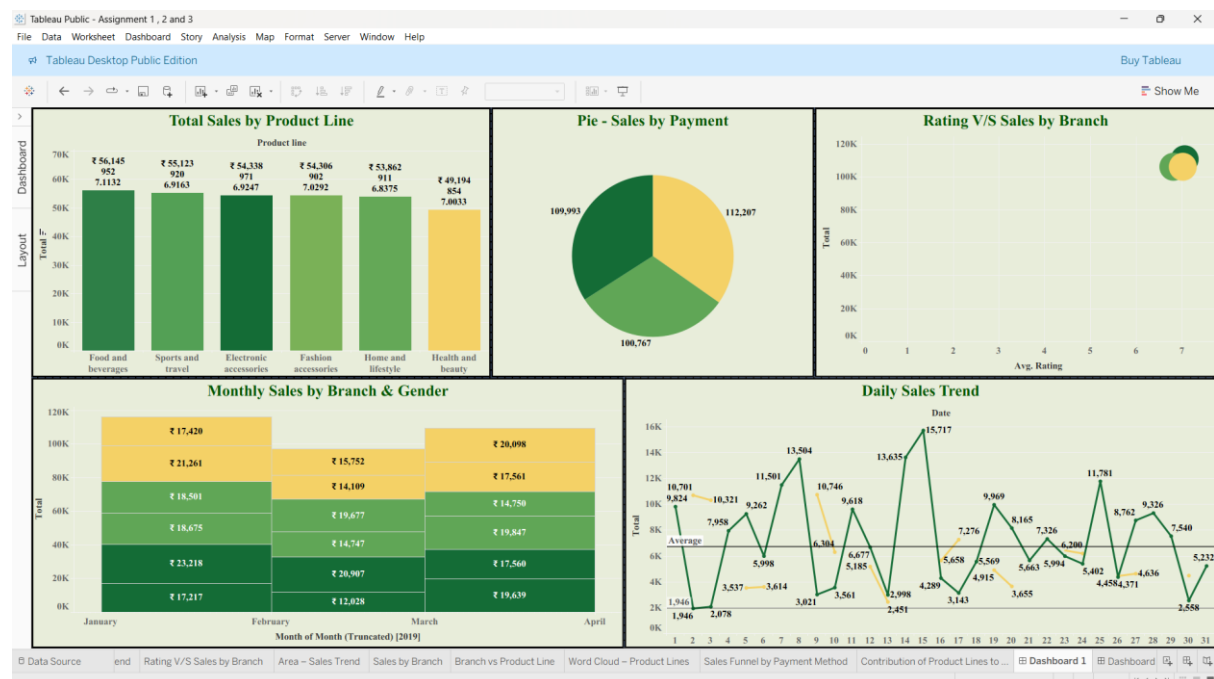 Tableau Public - Assignment 1 , 2 and 3
File Data Worksheet Dashboard Story Analysis Map Format Server Window Help
Tableau Desktop Public Edition
Buy Tableau
Show Me
Dashboard
Layout
Total Sales by Product Line
Product line
70K
60K
50K
40K
30K
20K
10K
0K
₹ 56,145
952
7.1132
₹ 55,123
920
6.9163
₹ 54,338
971
6.9247
₹ 54,306
902
7.0292
₹ 53,862
911
6.8375
₹ 49,194
854
7.0033
Food and
beverages
Sports and
travel
Electronic
accessories
Fashion
accessories
Home and
lifestyle
Health and
beauty
Pie - Sales by Payment
109,993
112,207
100,767
Rating V/S Sales by Branch
Total
120K
100K
80K
60K
40K
20K
0K
0 1 2 3 4 5 6 7
Avg. Rating
Monthly Sales by Branch & Gender
Total
120K
100K
80K
60K
40K
20K
0K
₹ 17,420
₹ 21,261
₹ 18,501
₹ 18,675
₹ 23,218
₹ 17,217
₹ 15,752
₹ 14,109
₹ 19,677
₹ 14,747
₹ 20,907
₹ 12,028
₹ 20,098
₹ 17,561
₹ 14,750
₹ 19,847
₹ 17,560
₹ 19,639
January February March April
Month of Month (Truncated) [2019]
Daily Sales Trend
Date
Total
16K
14K
12K
10K
8K
6K
4K
2K
0K
Average
1,946
10,701
9,824
10,321
1,946
2,078
7,958
3,537
9,262
5,998
3,614
11,501
13,504
3,021
10,746
6,304
3,561
9,618
5,185
6,677
2,998
2,451
13,635
15,717
4,289
5,658
3,143
7,276
4,915
5,569
9,969
8,165
3,655
5,663
7,326
5,994
6,200
5,402
11,781
4,458
4,371
8,762
4,636
9,326
7,540
2,558
5,232
1 2 3 4 5 6 7 8 9 10 11 12 13 14 15 16 17 18 19 20 21 22 23 24 25 26 27 28 29 30 31
Data Source end Rating V/S Sales by Branch Area – Sales Trend Sales by Branch Branch vs Product Line Word Cloud – Product Lines Sales Funnel by Payment Method Contribution of Product Lines to ... Dashboard 1 Dashboard